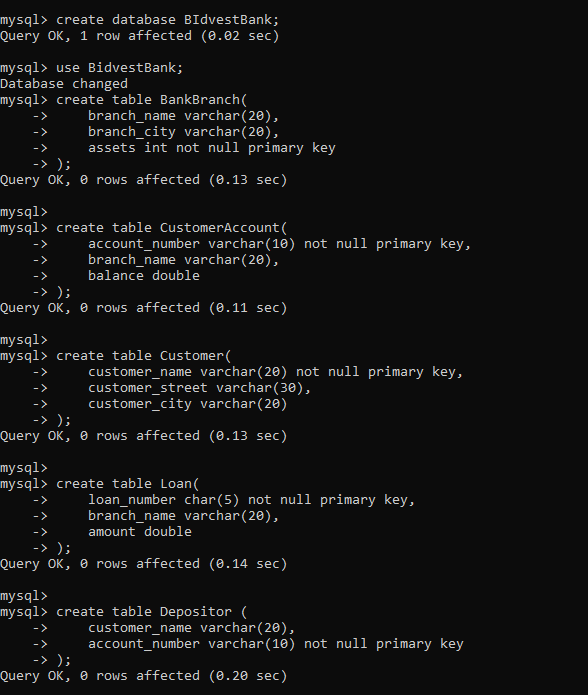 mysql> create database BIdvestBank;
Query OK, 1 row affected (0.02 sec)
mysql> use BidvestBank;
Database changed
mysql> create table BankBranch(
    ->     branch_name varchar(20),
    ->     branch_city varchar(20),
    ->     assets int not null primary key
    -> );
Query OK, 0 rows affected (0.13 sec)
mysql>
mysql> create table CustomerAccount(
    ->     account_number varchar(10) not null primary key,
    ->     branch_name varchar(20),
    ->     balance double
    -> );
Query OK, 0 rows affected (0.11 sec)
mysql>
mysql> create table Customer(
    ->     customer_name varchar(20) not null primary key,
    ->     customer_street varchar(30),
    ->     customer_city varchar(20)
    -> );
Query OK, 0 rows affected (0.13 sec)
mysql>
mysql> create table Loan(
    ->     loan_number char(5) not null primary key,
    ->     branch_name varchar(20),
    ->     amount double
    -> );
Query OK, 0 rows affected (0.14 sec)
mysql>
mysql> create table Depositor (
    ->     customer_name varchar(20),
    ->     account_number varchar(10) not null primary key
    -> );
Query OK, 0 rows affected (0.20 sec)